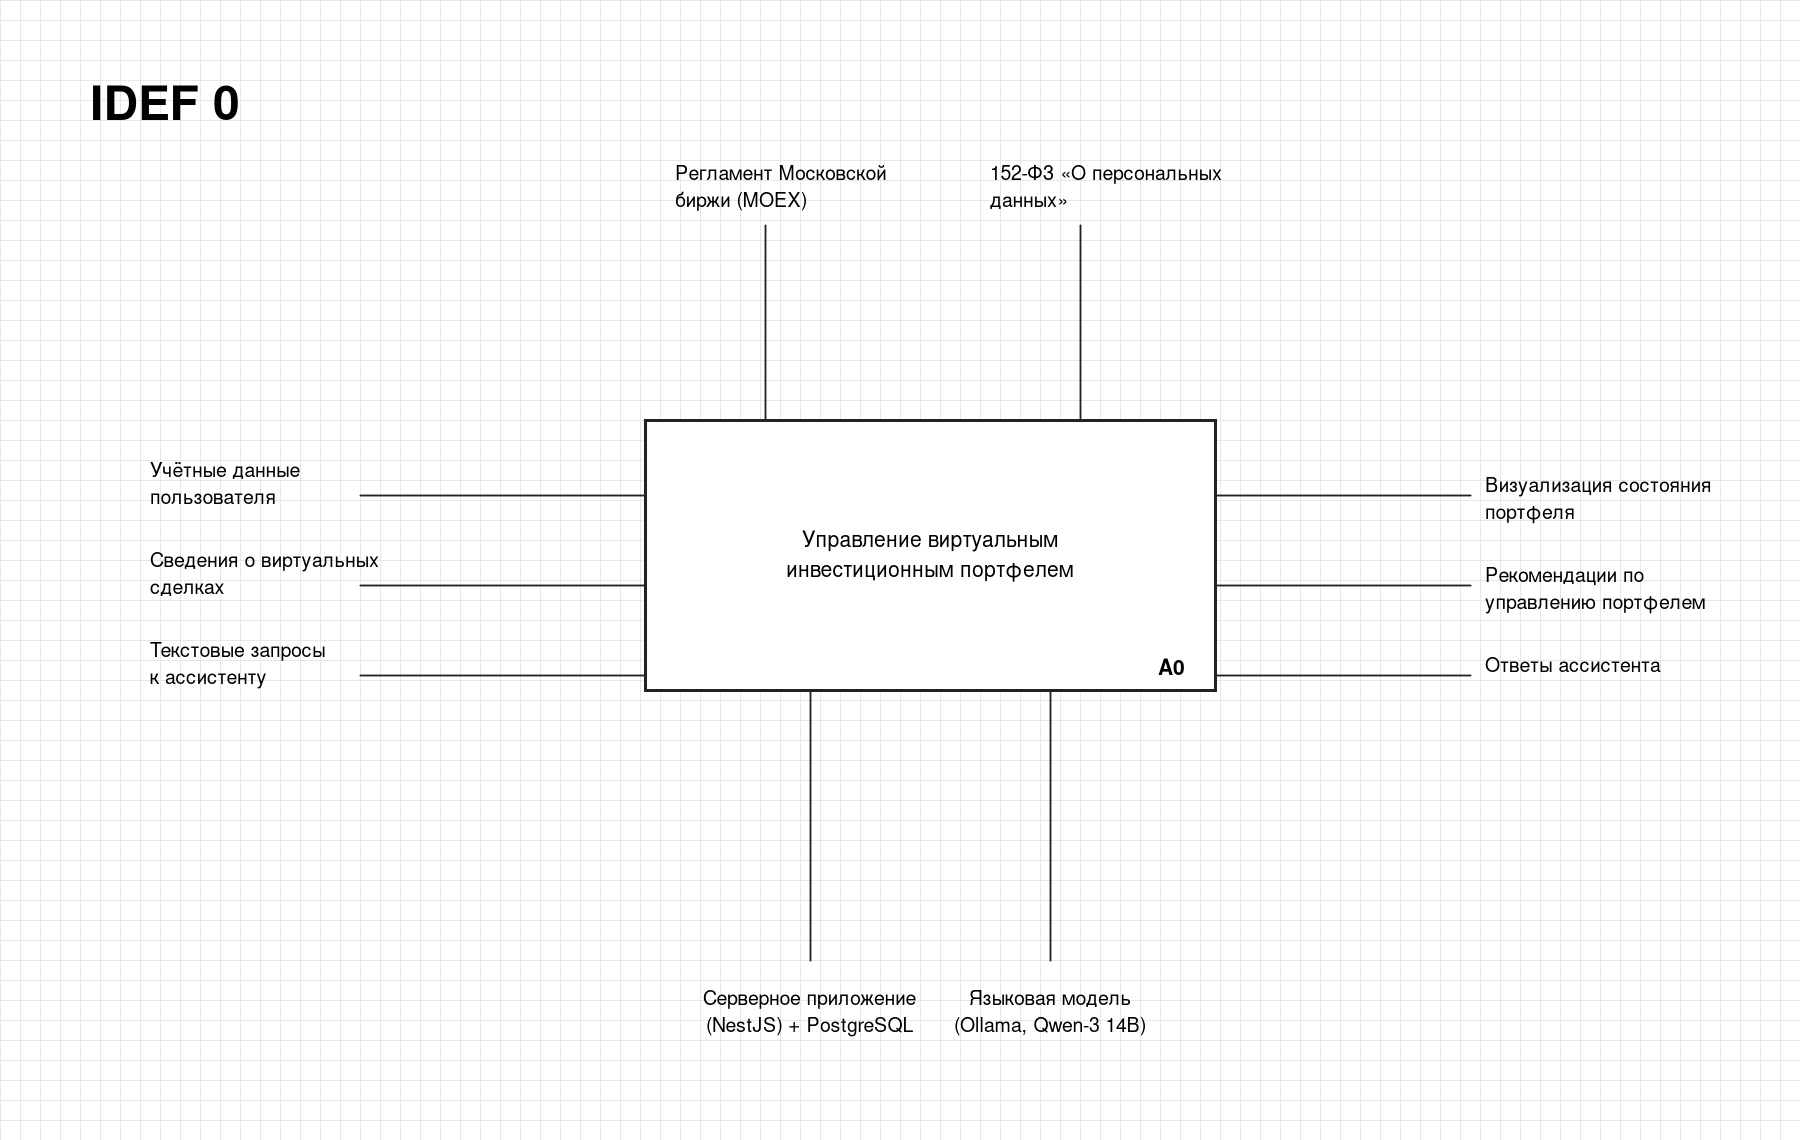 IDEF 0
Регламент Московской
биржи (MOEX)
152-ФЗ «О персональных
данных»
Учётные данные
пользователя
Сведения о виртуальных
сделках
Текстовые запросы
к ассистенту
Управление виртуальным
инвестиционным портфелем
A0
Визуализация состояния
портфеля
Рекомендации по
управлению портфелем
Ответы ассистента
Серверное приложение
(NestJS) + PostgreSQL
Языковая модель
(Ollama, Qwen-3 14B)